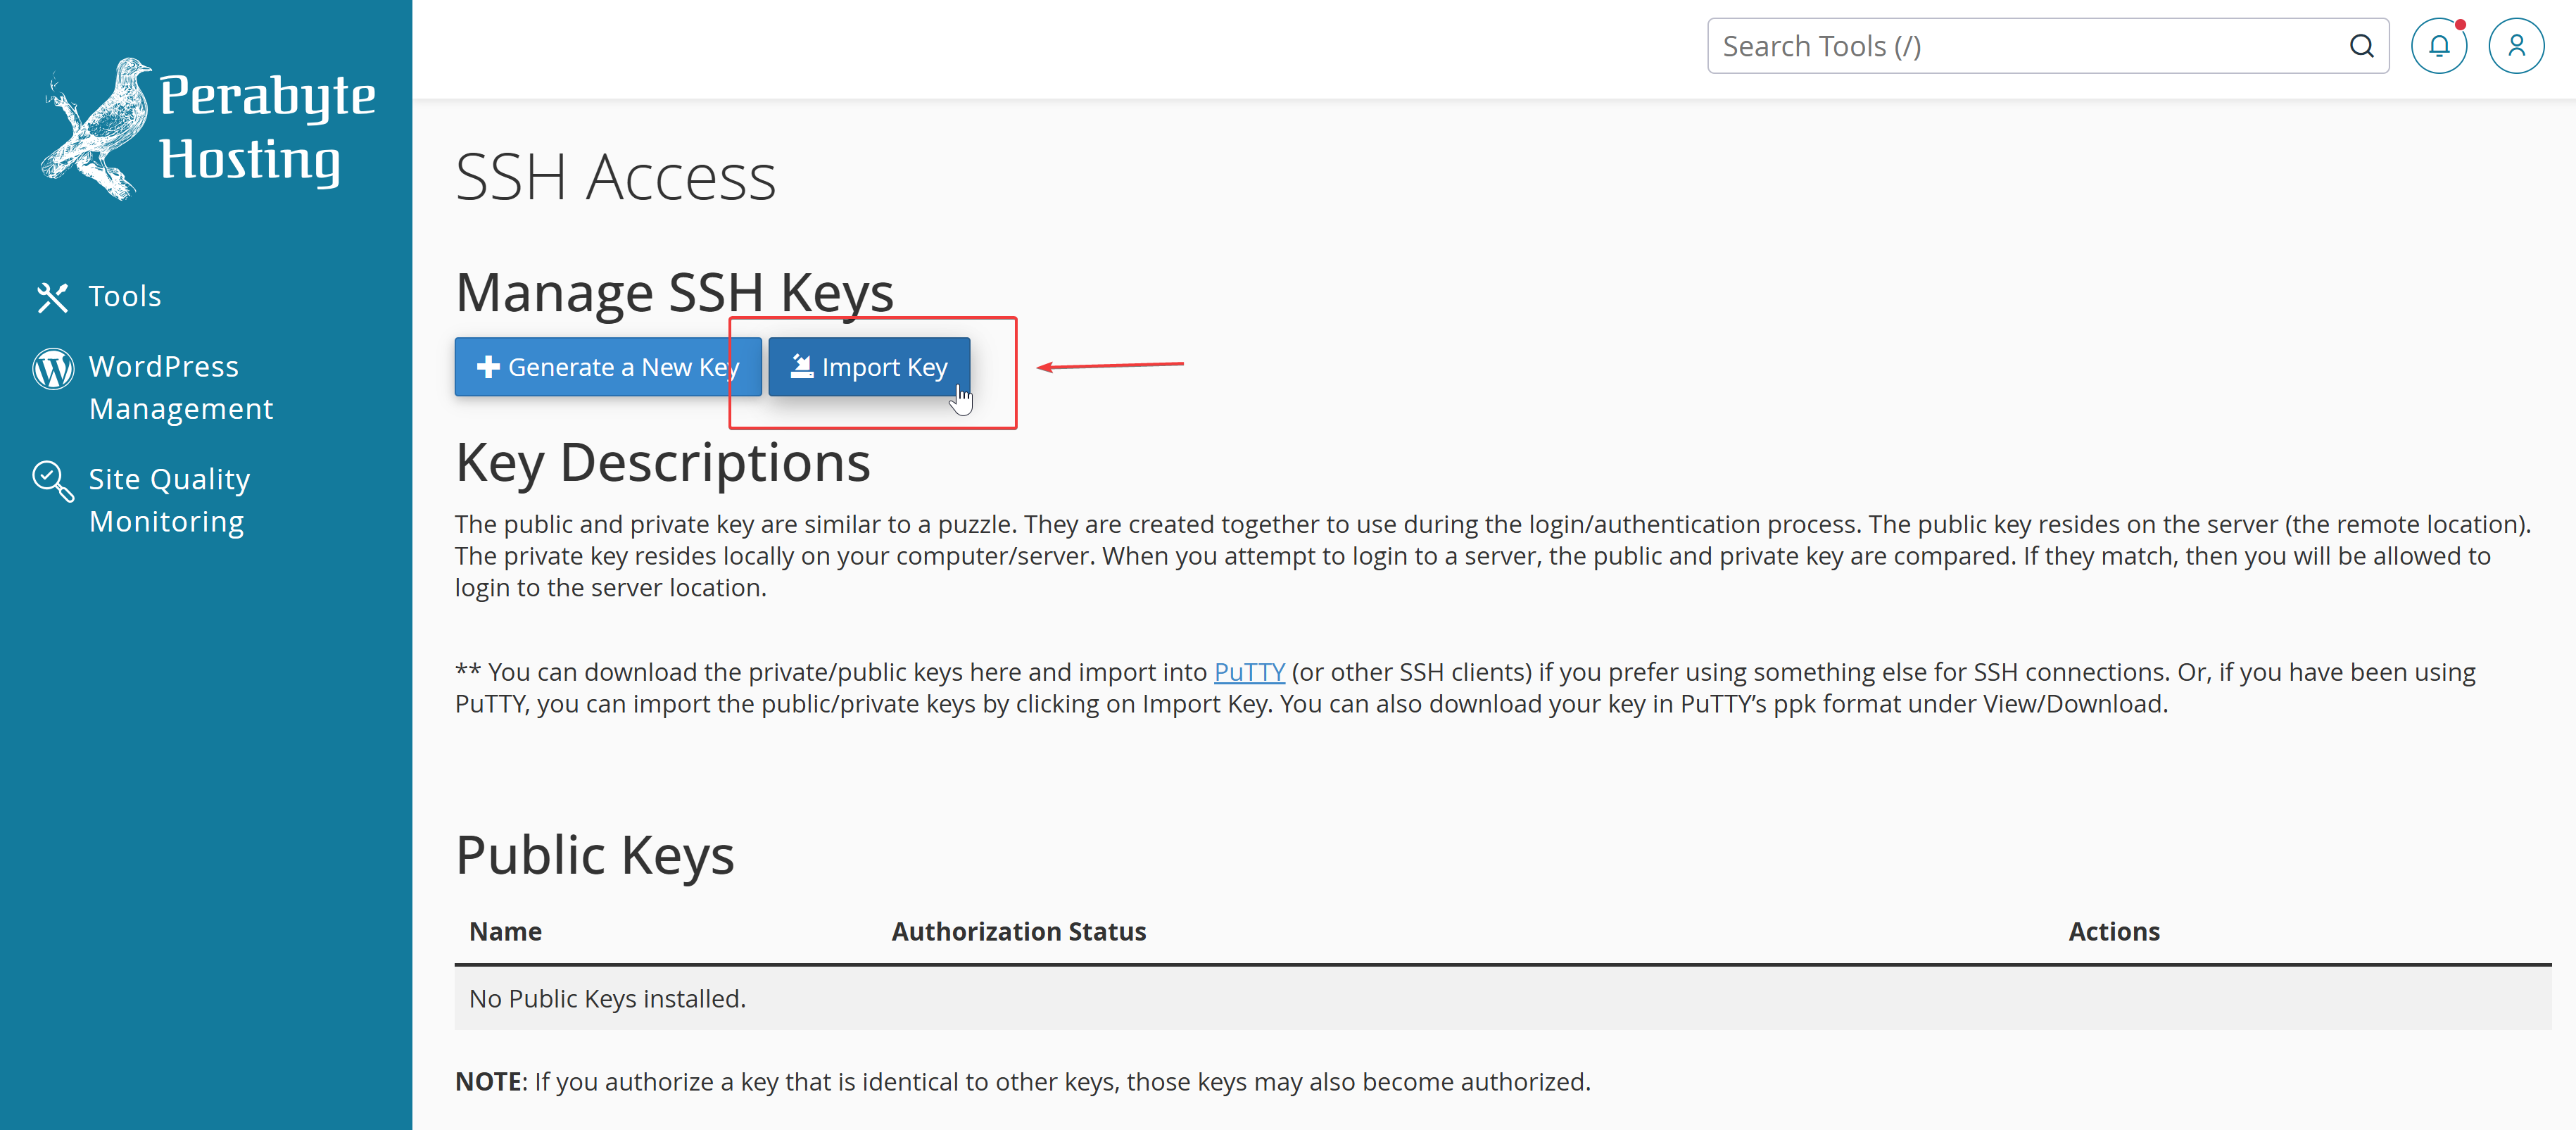 Perabyte
Hosting
Search Tools (/)
Tools
WordPress
Management
Site Quality
Monitoring
SSH Access
Manage SSH Keys
Generate a New Key
Import Key
Key Descriptions
The public and private key are similar to a puzzle. They are created together to use during the login/authentication process. The public key resides on the server (the remote location).
The private key resides locally on your computer/server. When you attempt to login to a server, the public and private key are compared. If they match, then you will be allowed to
login to the server location.
** You can download the private/public keys here and import into PuTTY (or other SSH clients) if you prefer using something else for SSH connections. Or, if you have been using
PuTTY, you can import the public/private keys by clicking on Import Key. You can also download your key in PuTTY’s ppk format under View/Download.
Public Keys
Name Authorization Status Actions
No Public Keys installed.
NOTE: If you authorize a key that is identical to other keys, those keys may also become authorized.